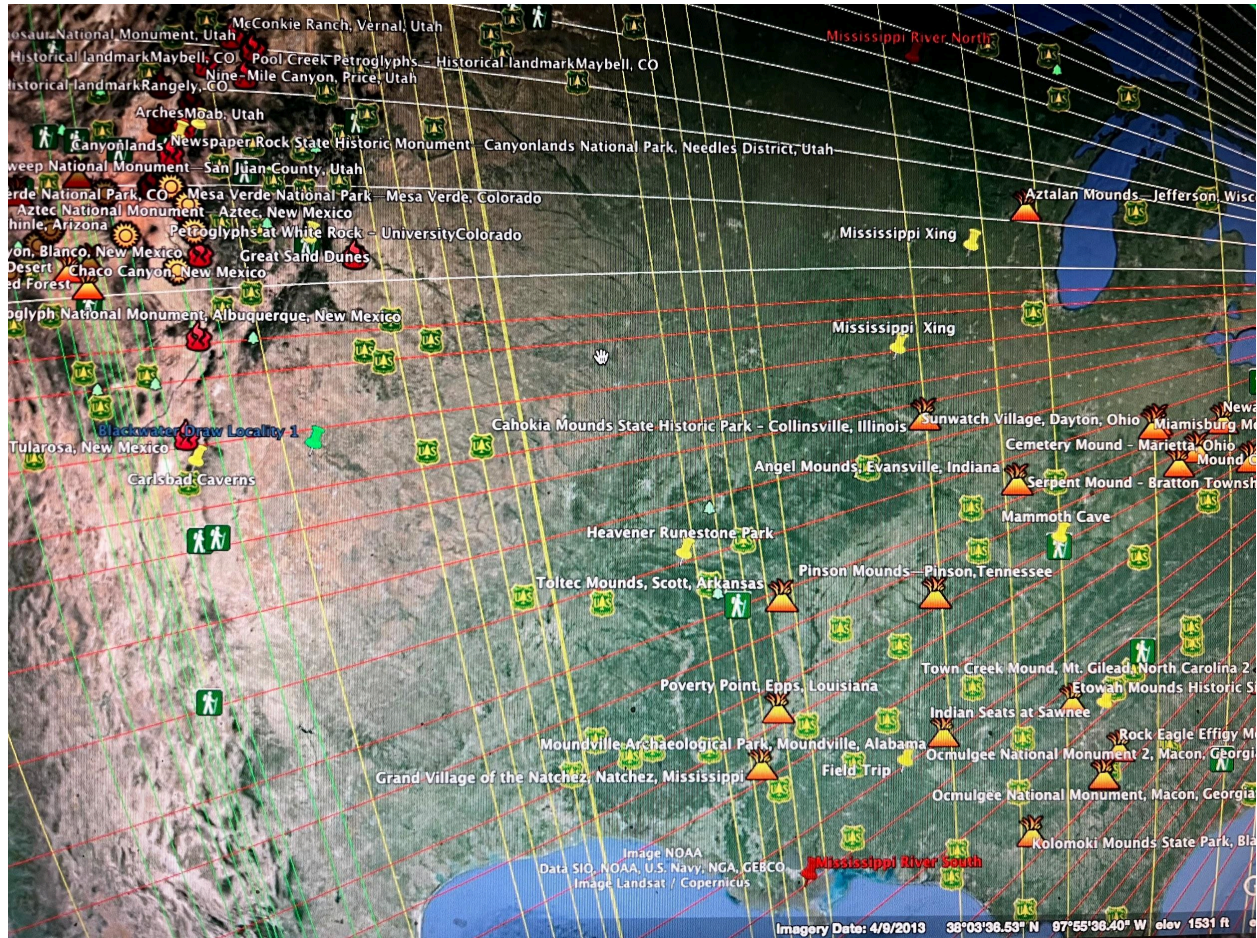 McConkie Ranch, Vernal, Utah
osaur National Monument, Utah
Mississippi River North
Historical landmarkMaybell, CO
Pool Creek Petroglyphs - Historical landmarkMaybell, CO
Nine-Mile Canyon, Price, Utah
istorical landmarkRangely, CO
ArchesMoab, Utah
Canyonlands
Newspaper Rock State Historic Monument—Canyonlands National Park, Needles District, Utah
weep National Monument—San Juan County, Utah
erde National Park, CO
Mesa Verde National Park—Mesa Verde, Colorado
Aztalan Mounds—Jefferson, Wisc
Aztec National Monument - Aztec, New Mexico
hinle, Arizona
Petroglyphs at White Rock - UniversityColorado
Mississippi Xing
yon, Blanco, New Mexico
Great Sand Dunes
Desert
Chaco Canyon, New Mexico
ed Forest
oglyph National Monument, Albuquerque, New Mexico
Mississippi Xing
Blackwater Draw Locality 1
Cahokia Mounds State Historic Park - Collinsville, Illinois
Sunwatch Village, Dayton, Ohio
Newa
Miamisburg Mo
Tularosa, New Mexico
Cemetery Mound - Marietta, Ohio
Mound C
Carlsbad Caverns
Angel Mounds, Evansville, Indiana
Serpent Mound - Bratton Townsh
Mammoth Cave
Heavener Runestone Park
Toltec Mounds, Scott, Arkansas
Pinson Mounds—Pinson,Tennessee
Town Creek Mound, Mt. Gilead, North Carolina 2
Poverty Point, Epps, Louisiana
Etowah Mounds Historic Si
Indian Seats at Sawnee
Rock Eagle Effigy Mo
Moundville Archaeological Park, Moundville, Alabama
Ocmulgee National Monument 2, Macon, Georgia
Grand Village of the Natchez, Natchez, Mississippi
Field Trip
Ocmulgee National Monument, Macon, Georgia
Kolomoki Mounds State Park, Bla
Mississippi River South
Image NOAA
Data SIO, NOAA, U.S. Navy, NGA, GEBCO
Image Landsat / Copernicus
Imagery Date: 4/9/2013 38°03'36.53" N 97°55'36.40" W elev 1531 ft